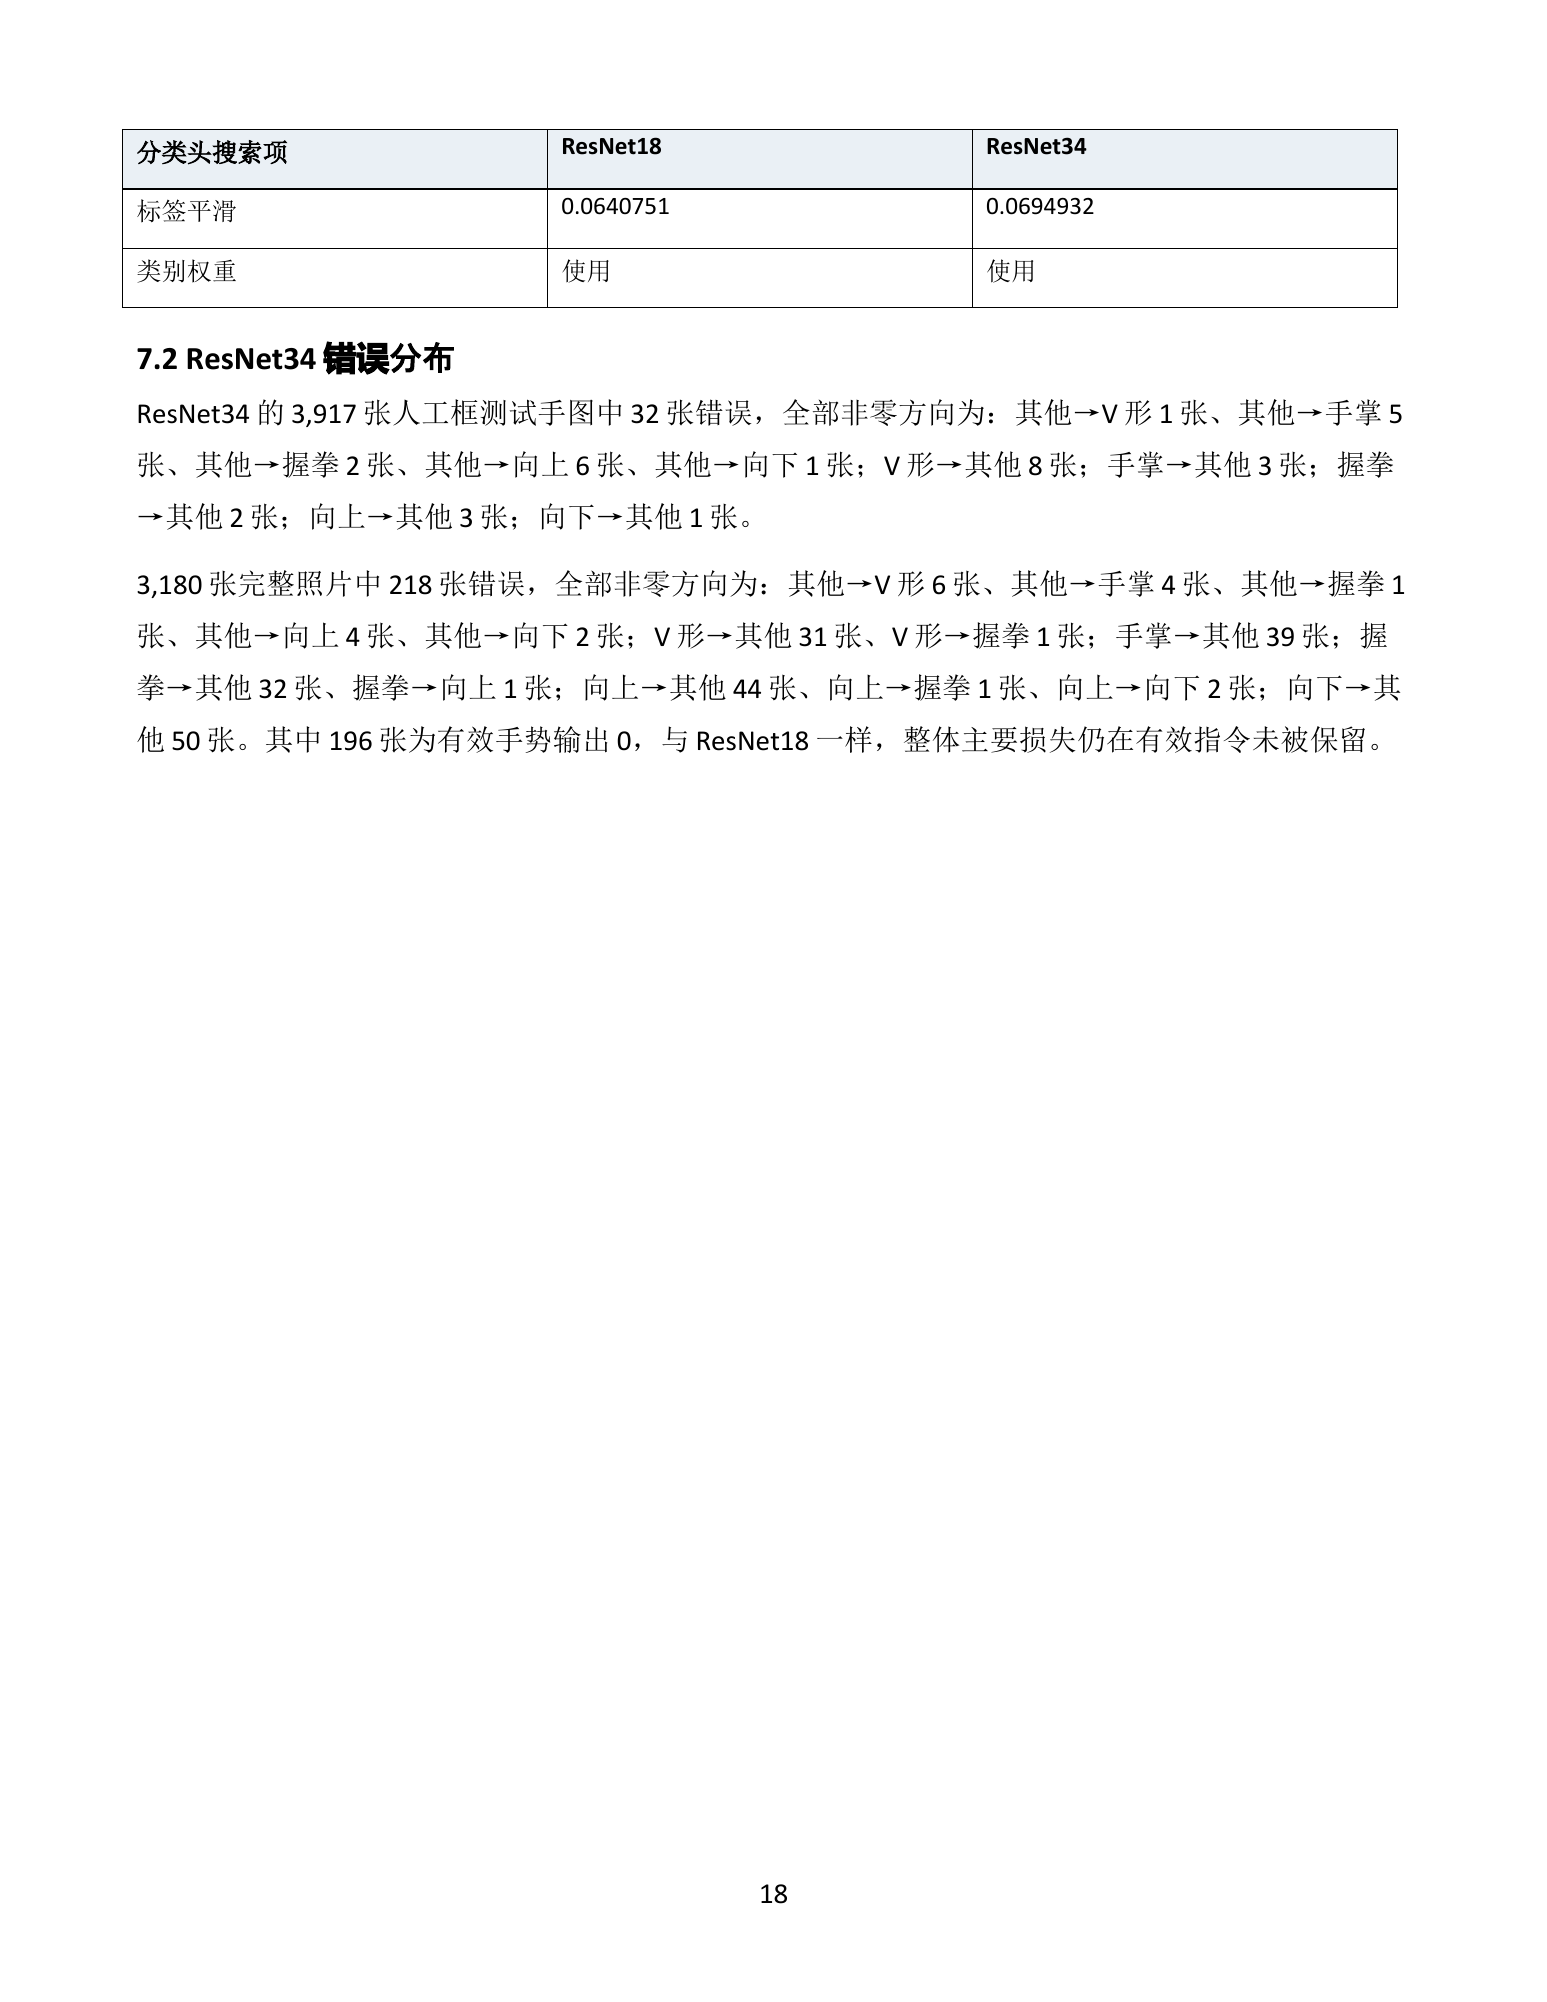 分类头搜索项 ResNet18 ResNet34
标签平滑 0.0640751 0.0694932
类别权重 使用 使用
7.2 ResNet34 错误分布
ResNet34 的 3,917 张人工框测试手图中 32 张错误，全部非零方向为：其他→V 形 1 张、其他→手掌 5
张、其他→握拳 2 张、其他→向上 6 张、其他→向下 1 张；V 形→其他 8 张；手掌→其他 3 张；握拳
→其他 2 张；向上→其他 3 张；向下→其他 1 张。
3,180 张完整照片中 218 张错误，全部非零方向为：其他→V 形 6 张、其他→手掌 4 张、其他→握拳 1
张、其他→向上 4 张、其他→向下 2 张；V 形→其他 31 张、V 形→握拳 1 张；手掌→其他 39 张；握
拳→其他 32 张、握拳→向上 1 张；向上→其他 44 张、向上→握拳 1 张、向上→向下 2 张；向下→其
他 50 张。其中 196 张为有效手势输出 0，与 ResNet18 一样，整体主要损失仍在有效指令未被保留。
18